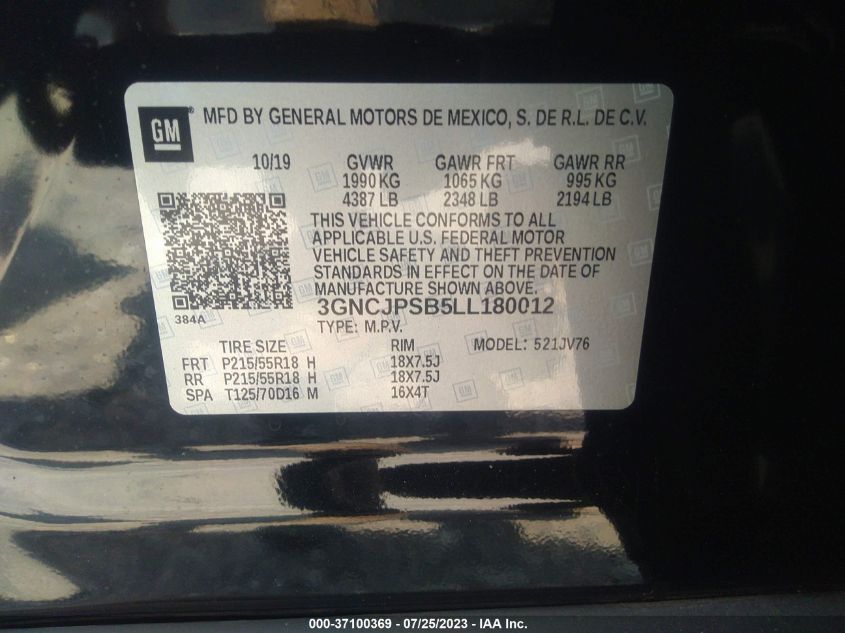 GM ® MFD BY GENERAL MOTORS DE MEXICO, S. DE R.L. DE C.V.
10/19 GVWR GAWR FRT GAWR RR
1990 KG 1065 KG 995 KG
4387 LB 2348 LB 2194 LB
THIS VEHICLE CONFORMS TO ALL
APPLICABLE U.S. FEDERAL MOTOR
VEHICLE SAFETY AND THEFT PREVENTION
STANDARDS IN EFFECT ON THE DATE OF
MANUFACTURE SHOWN ABOVE.
384A 3GNCJPSB5LL180012
TYPE: M.P.V.
TIRE SIZE RIM MODEL: 521JV76
FRT P215/55R18 H 18X7.5J
RR P215/55R18 H 18X7.5J
SPA T125/70D16 M 16X4T
000-37100369 - 07/25/2023 - IAA Inc.